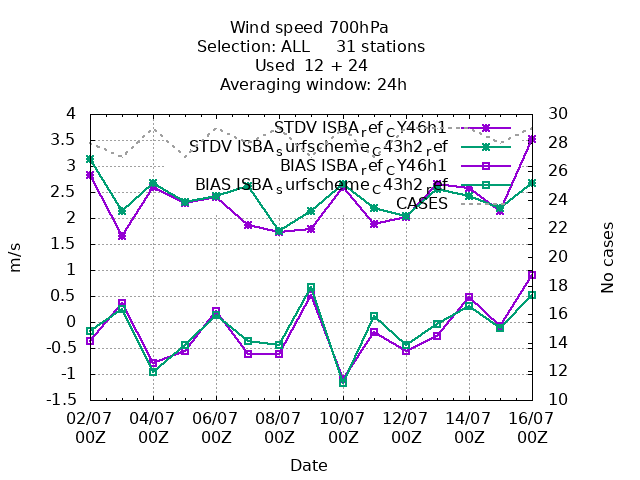 Wind speed 700hPa
Selection: ALL 31 stations
Used 12 + 24
Averaging window: 24h
STDV ISBA_ref_CY46h1
STDV ISBA_surfscheme_C43h2_ref
BIAS ISBA_ref_CY46h1
BIAS ISBA_surfscheme_C43h2_ref
CASES
4
3.5
3
2.5
2
1.5
1
0.5
0
-0.5
-1
-1.5
m/s
30
28
26
24
22
20
18
16
14
12
10
No cases
02/07 04/07 06/07 08/07 10/07 12/07 14/07 16/07
00Z 00Z 00Z 00Z 00Z 00Z 00Z 00Z
Date